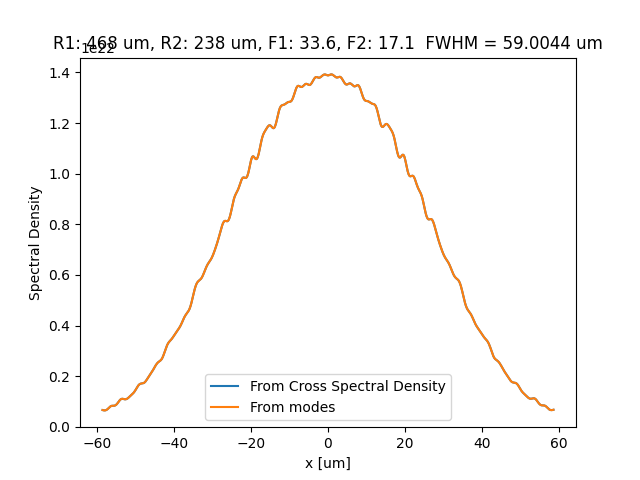 R1: 468 um, R2: 238 um, F1: 33.6, F2: 17.1  FWHM = 59.0044 um
1e22
1.4
1.2
1.0
0.8
0.6
0.4
0.2
0.0
Spectral Density
From Cross Spectral Density
From modes
−60
−40
−20
0
20
40
60
x [um]